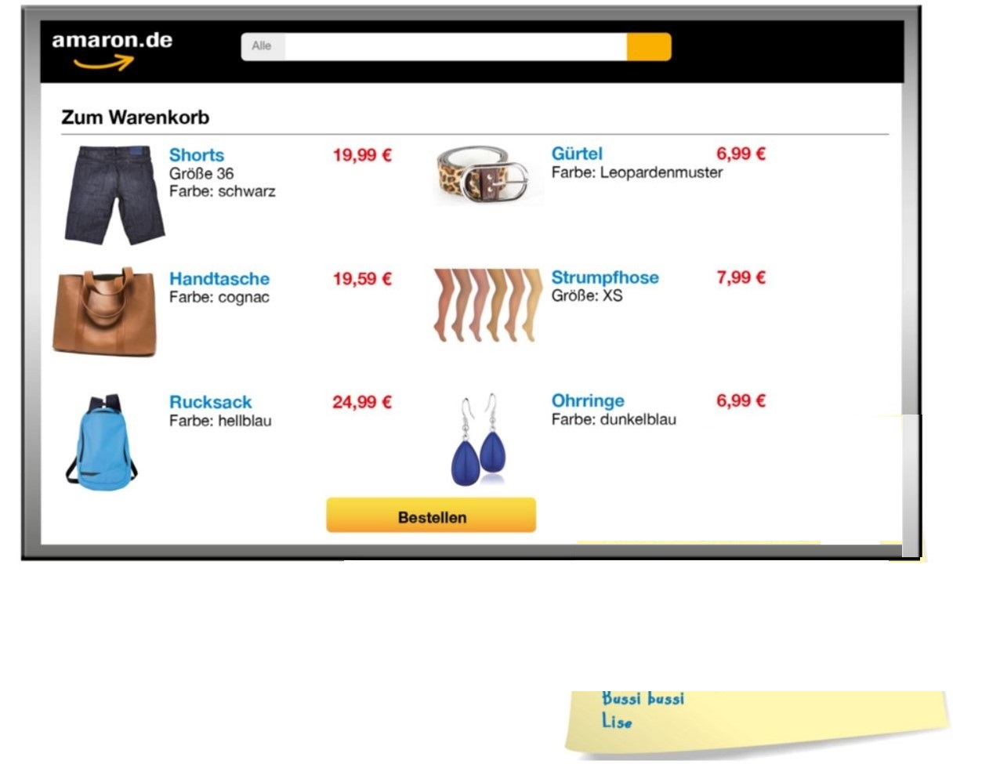 amaron.de
Alle
Zum Warenkorb
Shorts 19,99 €
Größe 36
Farbe: schwarz
Gürtel 6,99 €
Farbe: Leopardenmuster
Handtasche 19,59 €
Farbe: cognac
Strumpfhose 7,99 €
Größe: XS
Rucksack 24,99 €
Farbe: hellblau
Ohrringe 6,99 €
Farbe: dunkelblau
Bestellen
Bussi bussi
Lise